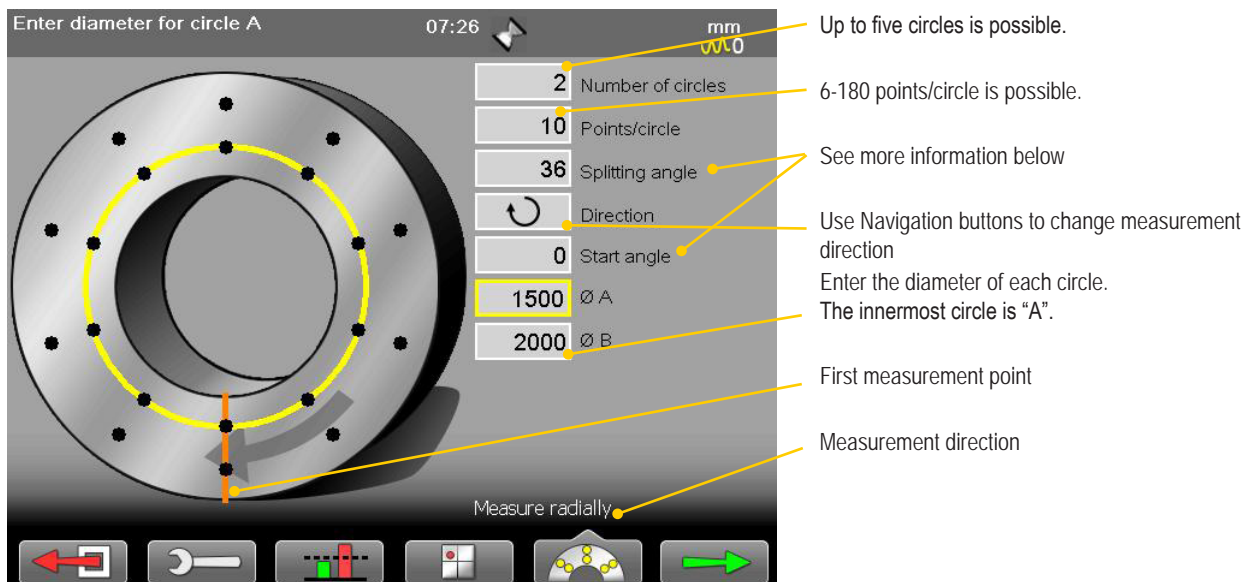 Enter diameter for circle A
07:26
mm
0
2 Number of circles
10 Points/circle
36 Splitting angle
Direction
0 Start angle
1500 Ø A
2000 Ø B
Measure radially
Up to five circles is possible.
6-180 points/circle is possible.
See more information below
Use Navigation buttons to change measurement
direction
Enter the diameter of each circle.
The innermost circle is “A”.
First measurement point
Measurement direction